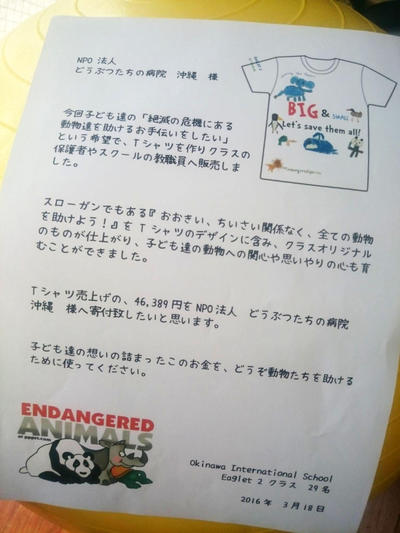 NPO 法人
どうぶつたちの病院 沖縄 様
BIG & SMALL
Let's save them all!
今回子ども達の「絶滅の危機にある
動物達を助けるお手伝いをしたい」
という希望で、Tシャツを作りクラスの
保護者やスクールの教職員へ販売しま
した。
スローガンでもある『おおきい、ちいさい関係なく、全ての動物
を助けよう!』をTシャツのデザインに含み、クラスオリジナル
のものが仕上がり、子ども達の動物への関心や思いやりの心も育
むことができました。
Tシャツ売上げの、46,389円をNPO法人 どうぶつたちの病院
沖縄 様へ寄付致したいと思います。
子ども達の想いの詰まったこのお金を、どうぞ動物たちを助ける
ために使ってください。
ENDANGERED
ANIMALS
Okinawa International School
Eaglet 2 クラス 29名
2016年 3月18日